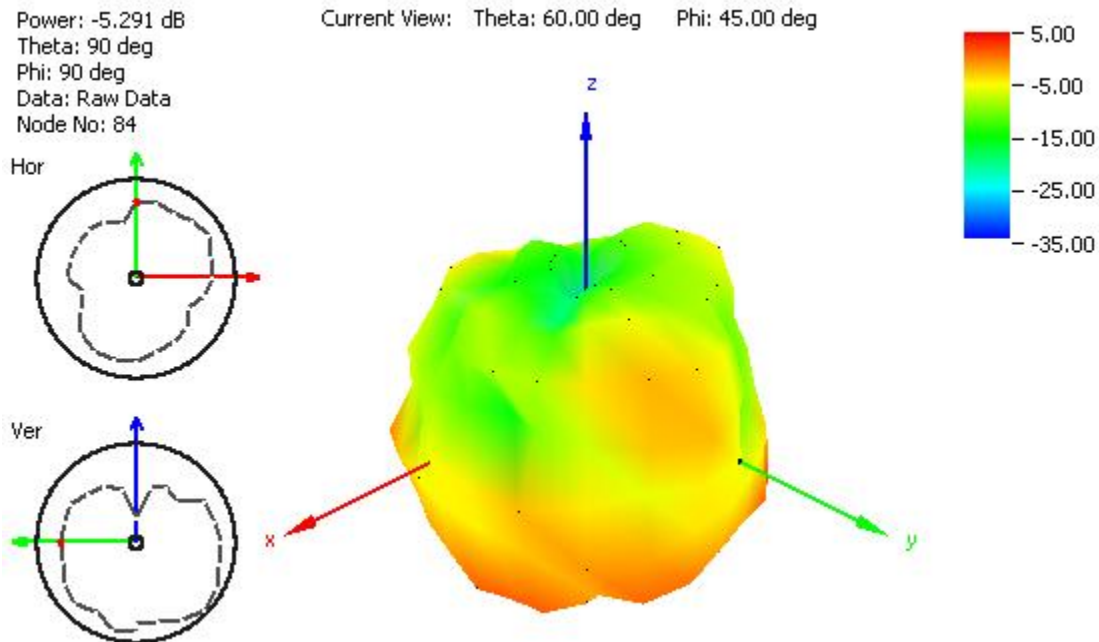 Power: -5.291 dB
Theta: 90 deg
Phi: 90 deg
Data: Raw Data
Node No: 84
Current View: Theta: 60.00 deg Phi: 45.00 deg
Hor
Ver
z
x
y
5.00
-5.00
-15.00
-25.00
-35.00